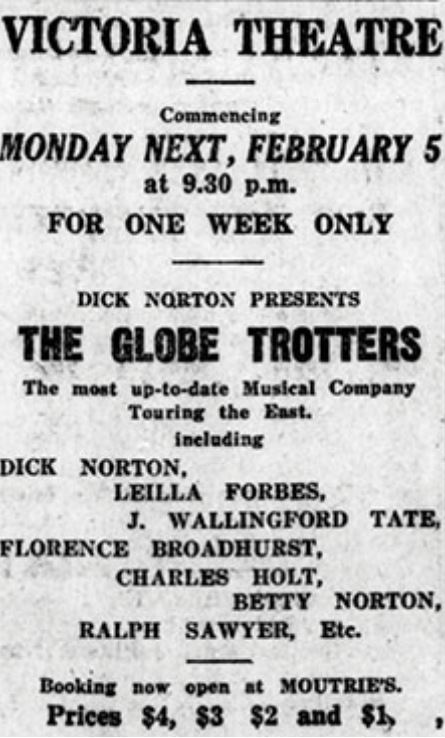 VICTORIA THEATRE
Commencing
MONDAY NEXT, FEBRUARY 5
at 9.30 p.m.
FOR ONE WEEK ONLY
DICK NORTON PRESENTS
THE GLOBE TROTTERS
The most up-to-date Musical Company
Touring the East.
including
DICK NORTON,
LEILLA FORBES,
J. WALLINGFORD TATE,
FLORENCE BROADHURST,
CHARLES HOLT,
BETTY NORTON,
RALPH SAWYER, Etc.
Booking now open at MOUTRIE'S.
Prices $4, $3 $2 and $1,